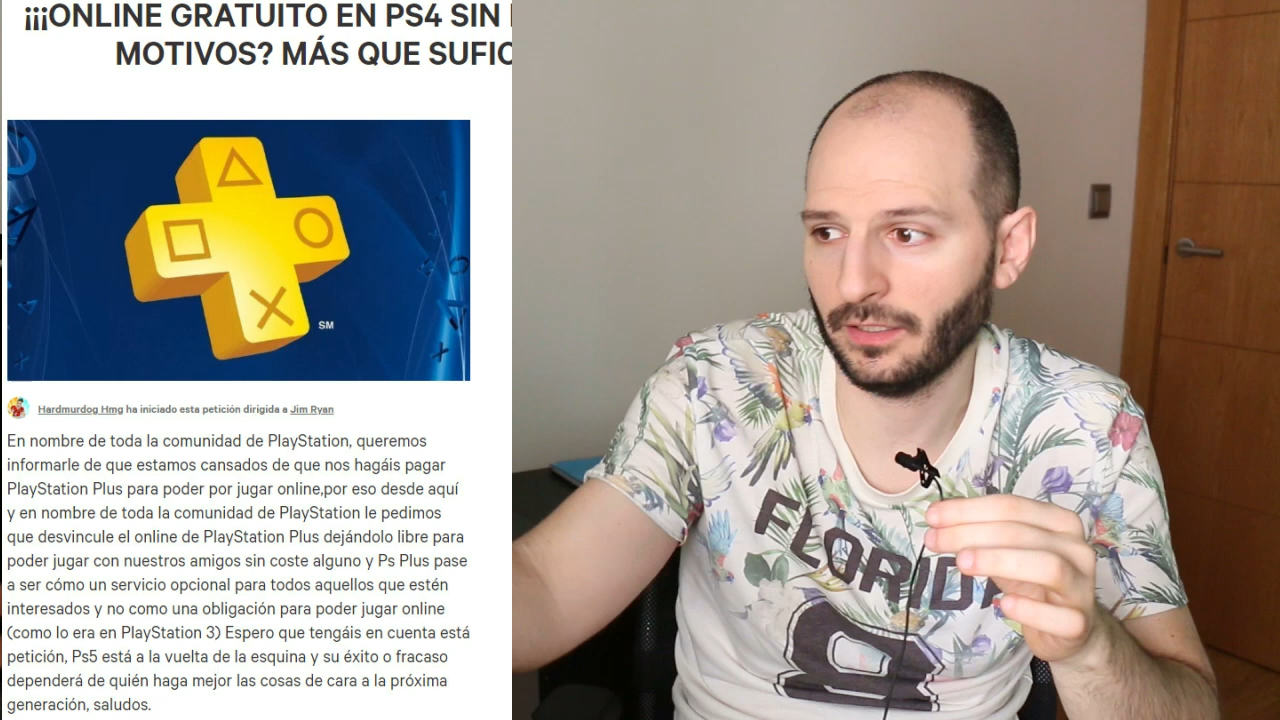 ¡¡¡ONLINE GRATUITO EN PS4 SIN
MOTIVOS? MÁS QUE
SM
Hardmurdog Hmg ha iniciado esta petición dirigida a Jim Ryan
En nombre de toda la comunidad de PlayStation, queremos
informarle de que estamos cansados de que nos hagáis pagar
PlayStation Plus para poder por jugar online,por eso desde aquí
y en nombre de toda la comunidad de PlayStation le pedimos
que desvincule el online de PlayStation Plus dejándolo libre para
poder jugar con nuestros amigos sin coste alguno y Ps Plus pase
a ser cómo un servicio opcional para todos aquellos que estén
interesados y no como una obligación para poder jugar online
(como lo era en PlayStation 3) Espero que tengáis en cuenta está
petición, Ps5 está a la vuelta de la esquina y su éxito o fracaso
dependerá de quién haga mejor las cosas de cara a la próxima
generación, saludos.
FLORIDA